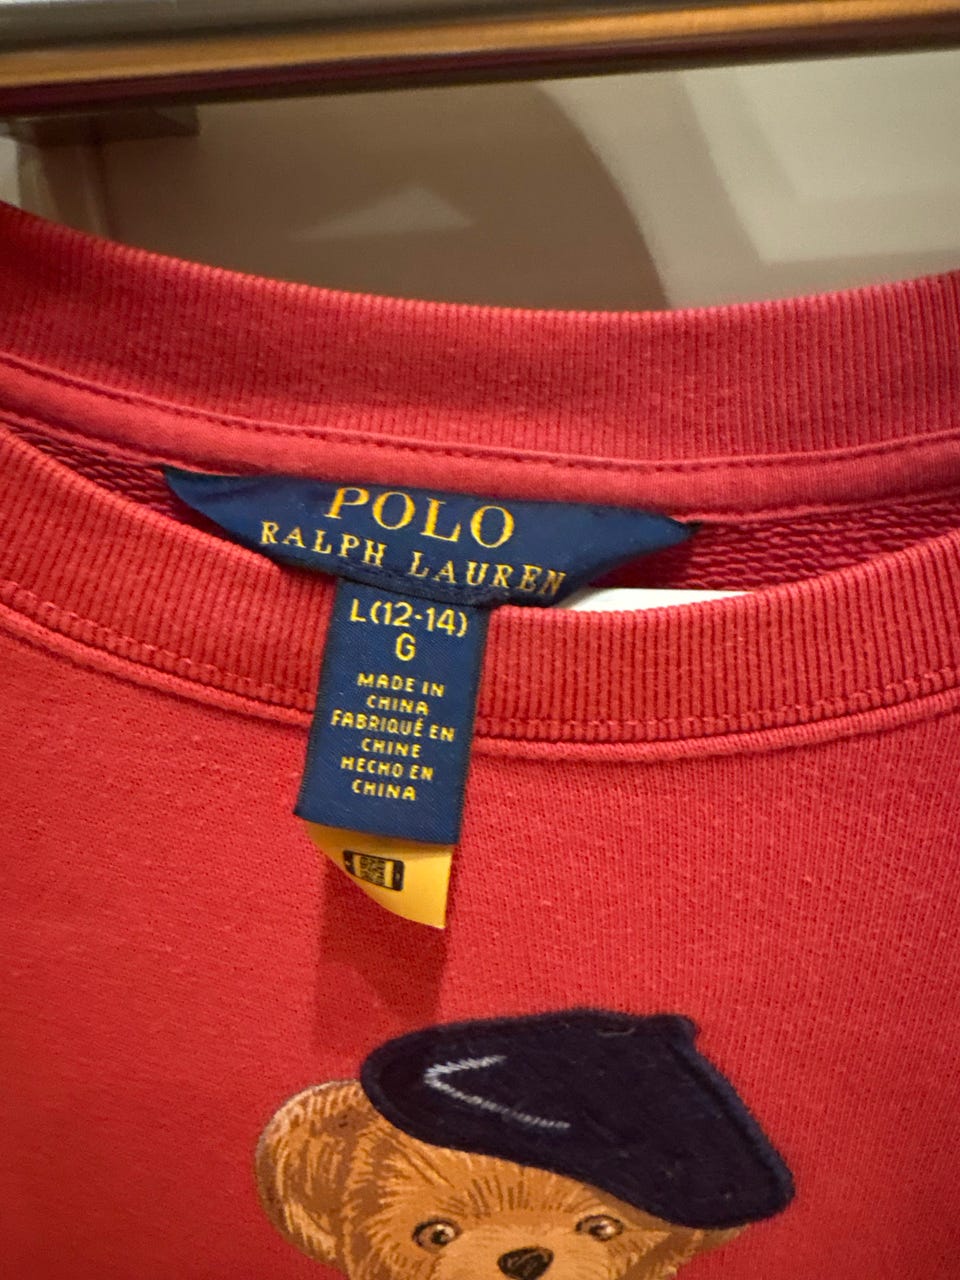 POLO
RALPH LAUREN
L(12-14)
G
MADE IN
CHINA
FABRIQUÉ EN
CHINE
HECHO EN
CHINA